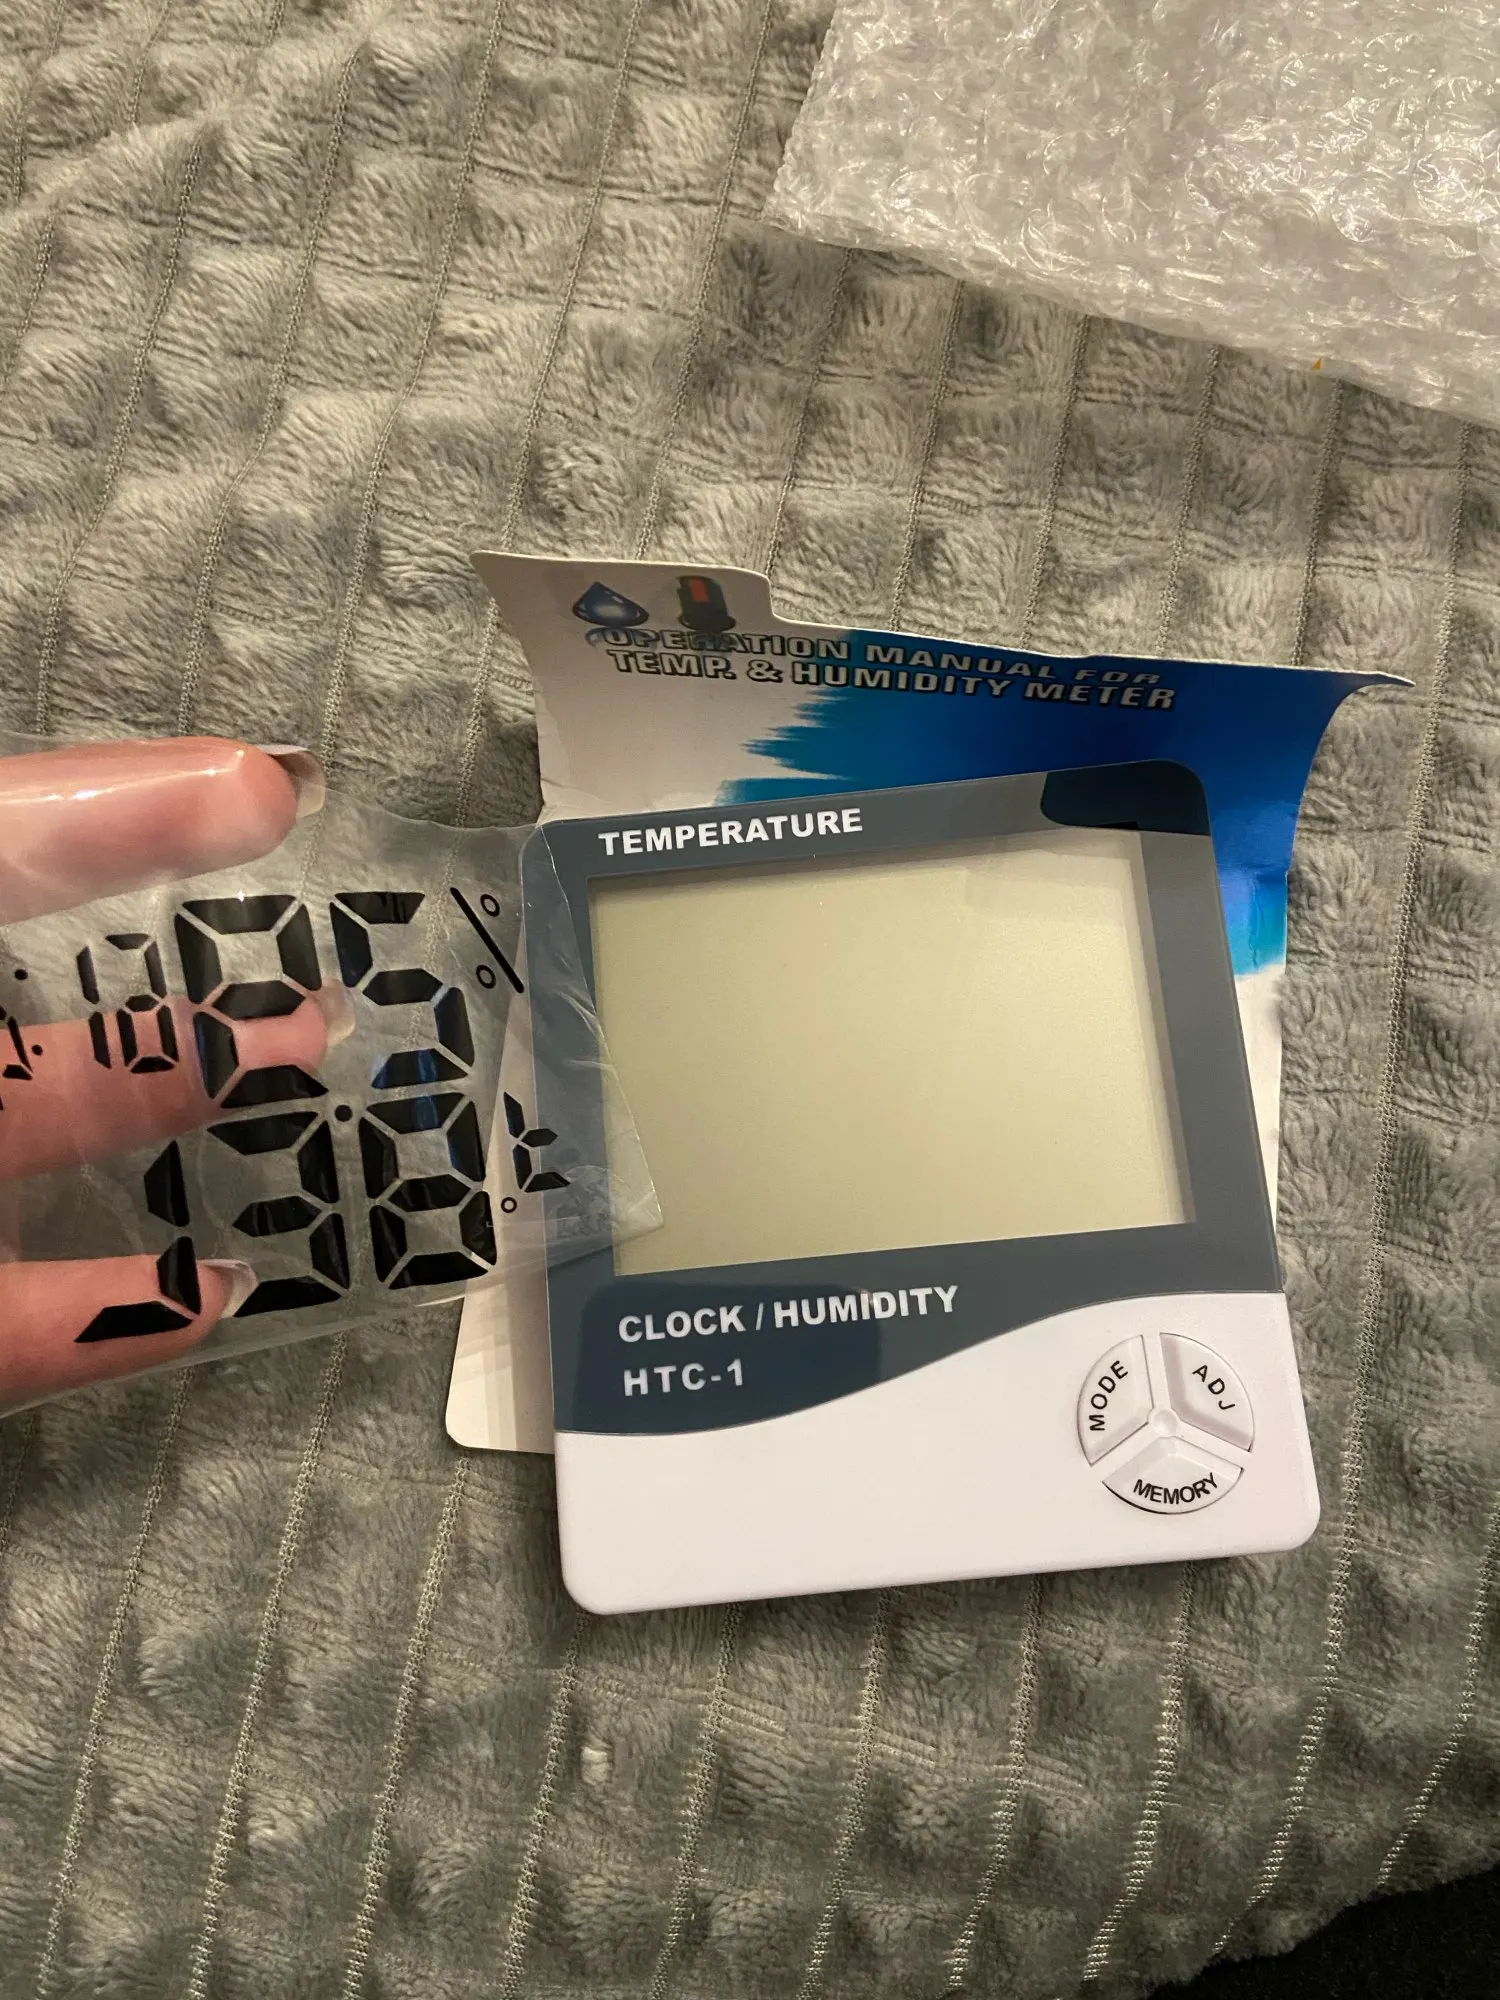 OPERATION MANUAL FOR
TEMP. & HUMIDITY METER
TEMPERATURE
CLOCK / HUMIDITY
HTC-1
MODE
ADJ
MEMORY